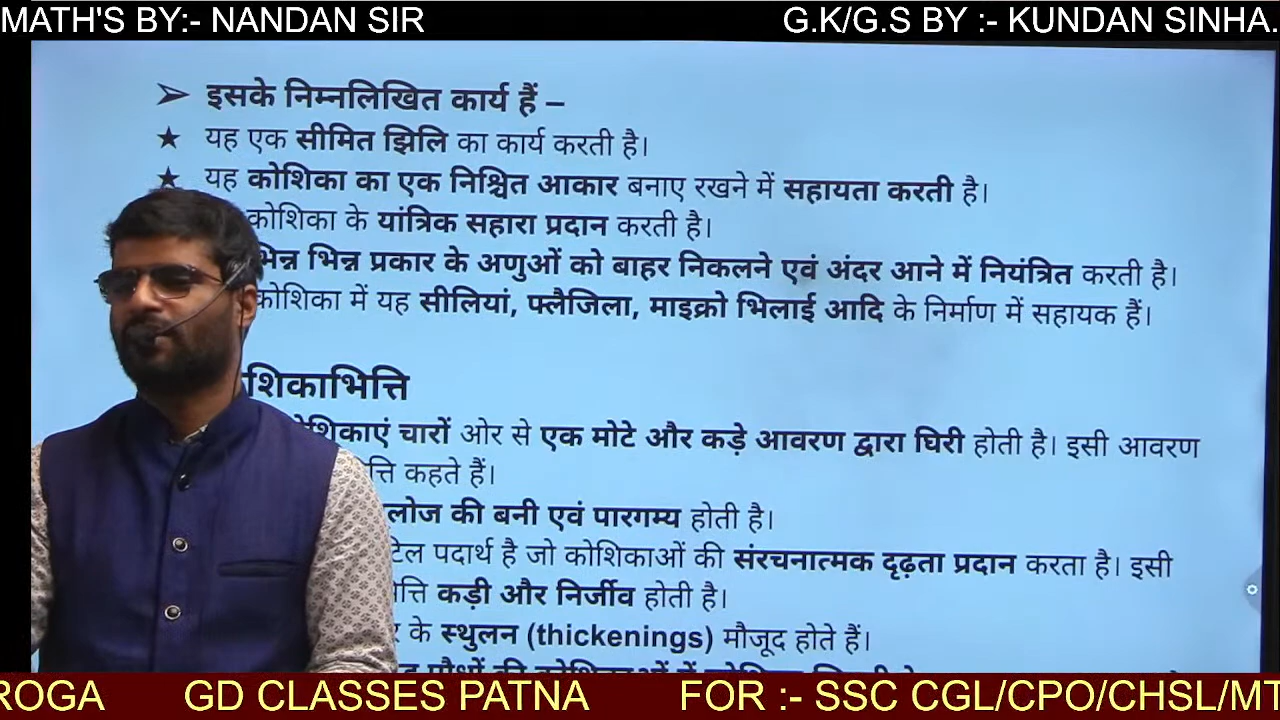 MATH'S BY:- NANDAN SIR G.K/G.S BY :- KUNDAN SINHA.
➢ इसके निम्नलिखित कार्य हैं –
★ यह एक सीमित झिलि का कार्य करती है।
★ यह कोशिका का एक निश्चित आकार बनाए रखने में सहायता करती है।
कोशिका के यांत्रिक सहारा प्रदान करती है।
भिन्न भिन्न प्रकार के अणुओं को बाहर निकलने एवं अंदर आने में नियंत्रित करती है।
कोशिका में यह सीलियां, फ्लैजिला, माइक्रो भिलाई आदि के निर्माण में सहायक हैं।
शिकाभित्ति
शिकाएं चारों ओर से एक मोटे और कड़े आवरण द्वारा घिरी होती है। इसी आवरण
त्ति कहते हैं।
लोज की बनी एवं पारगम्य होती है।
टिल पदार्थ है जो कोशिकाओं की संरचनात्मक दृढ़ता प्रदान करता है। इसी
त्ति कड़ी और निर्जीव होती है।
र के स्थुलन (thickenings) मौजूद होते हैं।
ROGA GD CLASSES PATNA FOR :- SSC CGL/CPO/CHSL/MT